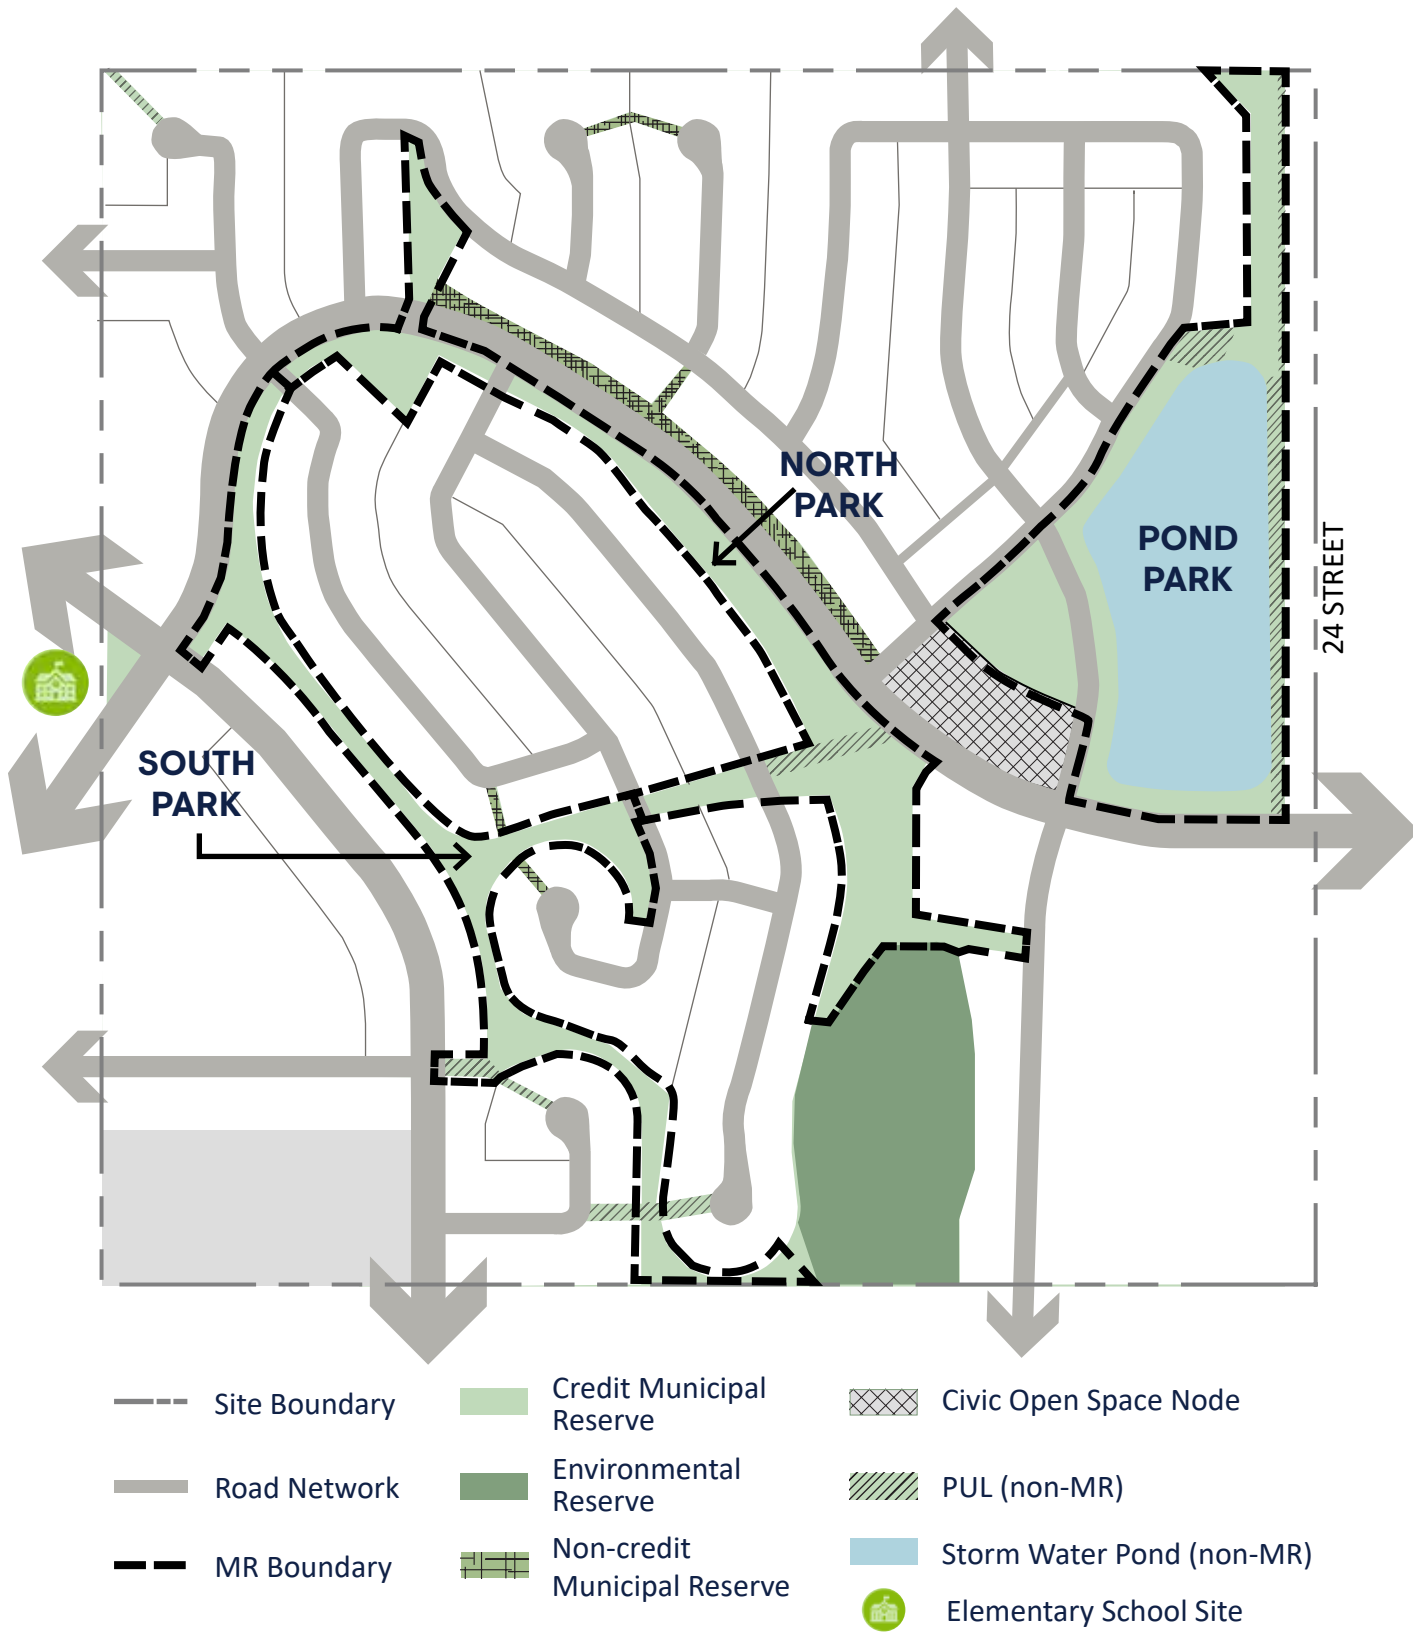 NORTH
PARK
POND
PARK
24 STREET
SOUTH
PARK
Site Boundary
Road Network
MR Boundary
Credit Municipal
Reserve
Environmental
Reserve
Non-credit
Municipal Reserve
Civic Open Space Node
PUL (non-MR)
Storm Water Pond (non-MR)
Elementary School Site